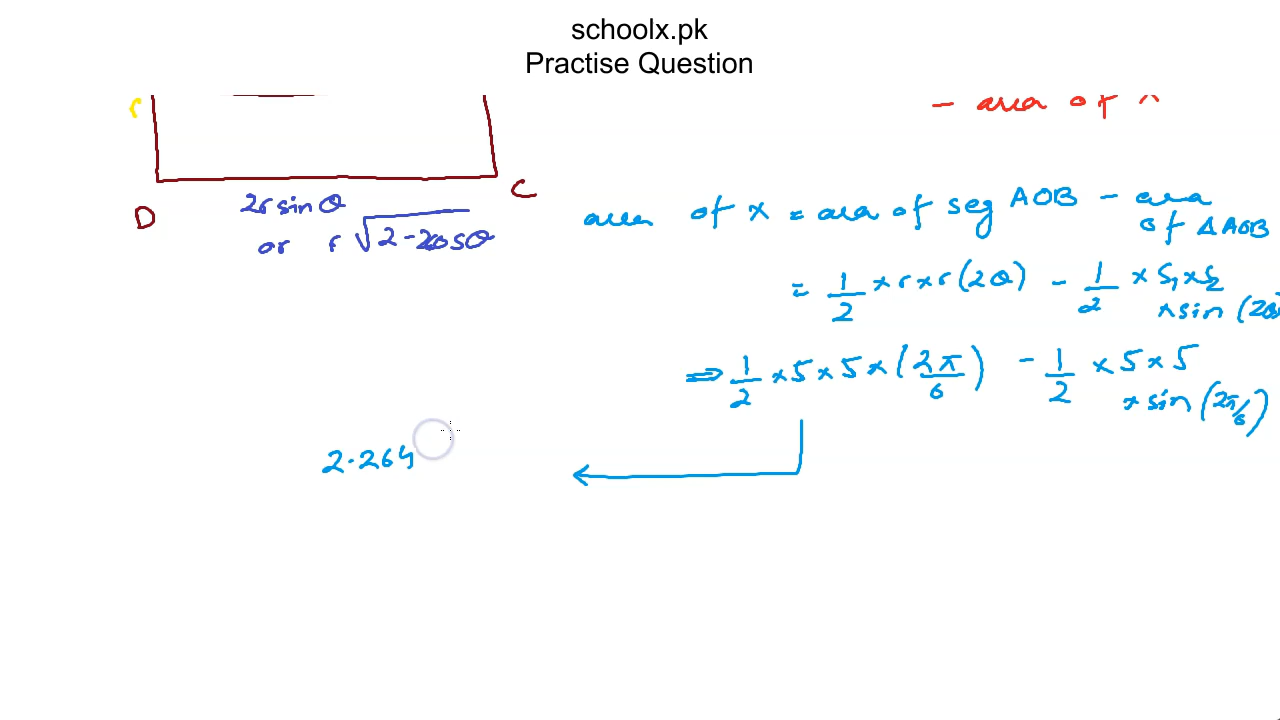 schoolx.pk
Practise Question
r
- area of x
D
C
2r sin θ
or r √2-2cosθ
area of x = area of seg AOB - area of ΔAOB
= 1/2 × r × r (2θ) - 1/2 × S1 × S2 × sin (2θ)
⇒ 1/2 × 5 × 5 × (2π/6) - 1/2 × 5 × 5 × sin (2π/6)
2.264